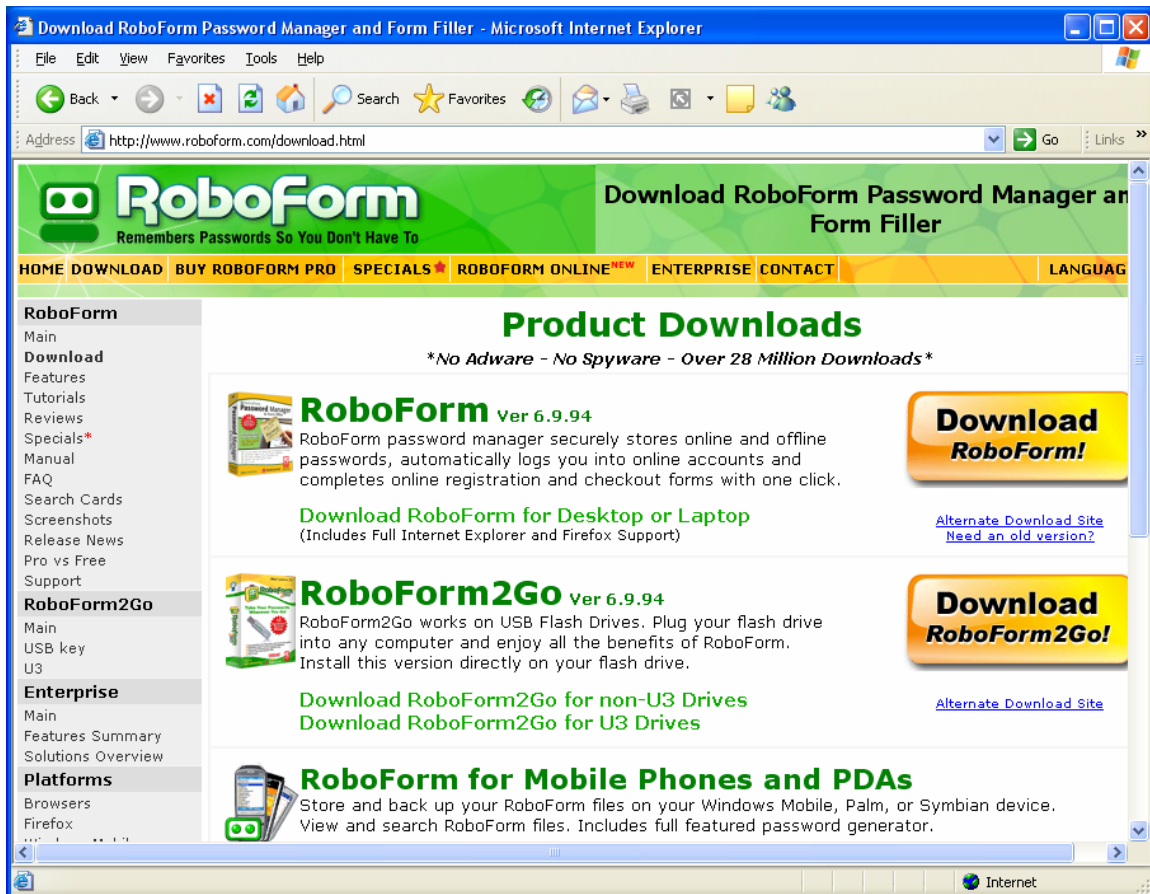 Download RoboForm Password Manager and Form Filler - Microsoft Internet Explorer
File Edit View Favorites Tools Help
Back Search Favorites
Address http://www.roboform.com/download.html Go Links »
RoboForm
Remembers Passwords So You Don't Have To
Download RoboForm Password Manager an
Form Filler
HOME DOWNLOAD BUY ROBOFORM PRO SPECIALS ROBOFORM ONLINE NEW ENTERPRISE CONTACT LANGUAG
RoboForm
Main
Download
Features
Tutorials
Reviews
Specials*
Manual
FAQ
Search Cards
Screenshots
Release News
Pro vs Free
Support
RoboForm2Go
Main
USB key
U3
Enterprise
Main
Features Summary
Solutions Overview
Platforms
Browsers
Firefox
Product Downloads
*No Adware - No Spyware - Over 28 Million Downloads*
RoboForm Ver 6.9.94
RoboForm password manager securely stores online and offline
passwords, automatically logs you into online accounts and
completes online registration and checkout forms with one click.
Download RoboForm for Desktop or Laptop
(Includes Full Internet Explorer and Firefox Support)
Download
RoboForm!
Alternate Download Site
Need an old version?
RoboForm2Go Ver 6.9.94
RoboForm2Go works on USB Flash Drives. Plug your flash drive
into any computer and enjoy all the benefits of RoboForm.
Install this version directly on your flash drive.
Download RoboForm2Go for non-U3 Drives
Download RoboForm2Go for U3 Drives
Download
RoboForm2Go!
Alternate Download Site
RoboForm for Mobile Phones and PDAs
Store and back up your RoboForm files on your Windows Mobile, Palm, or Symbian device.
View and search RoboForm files. Includes full featured password generator.
Internet